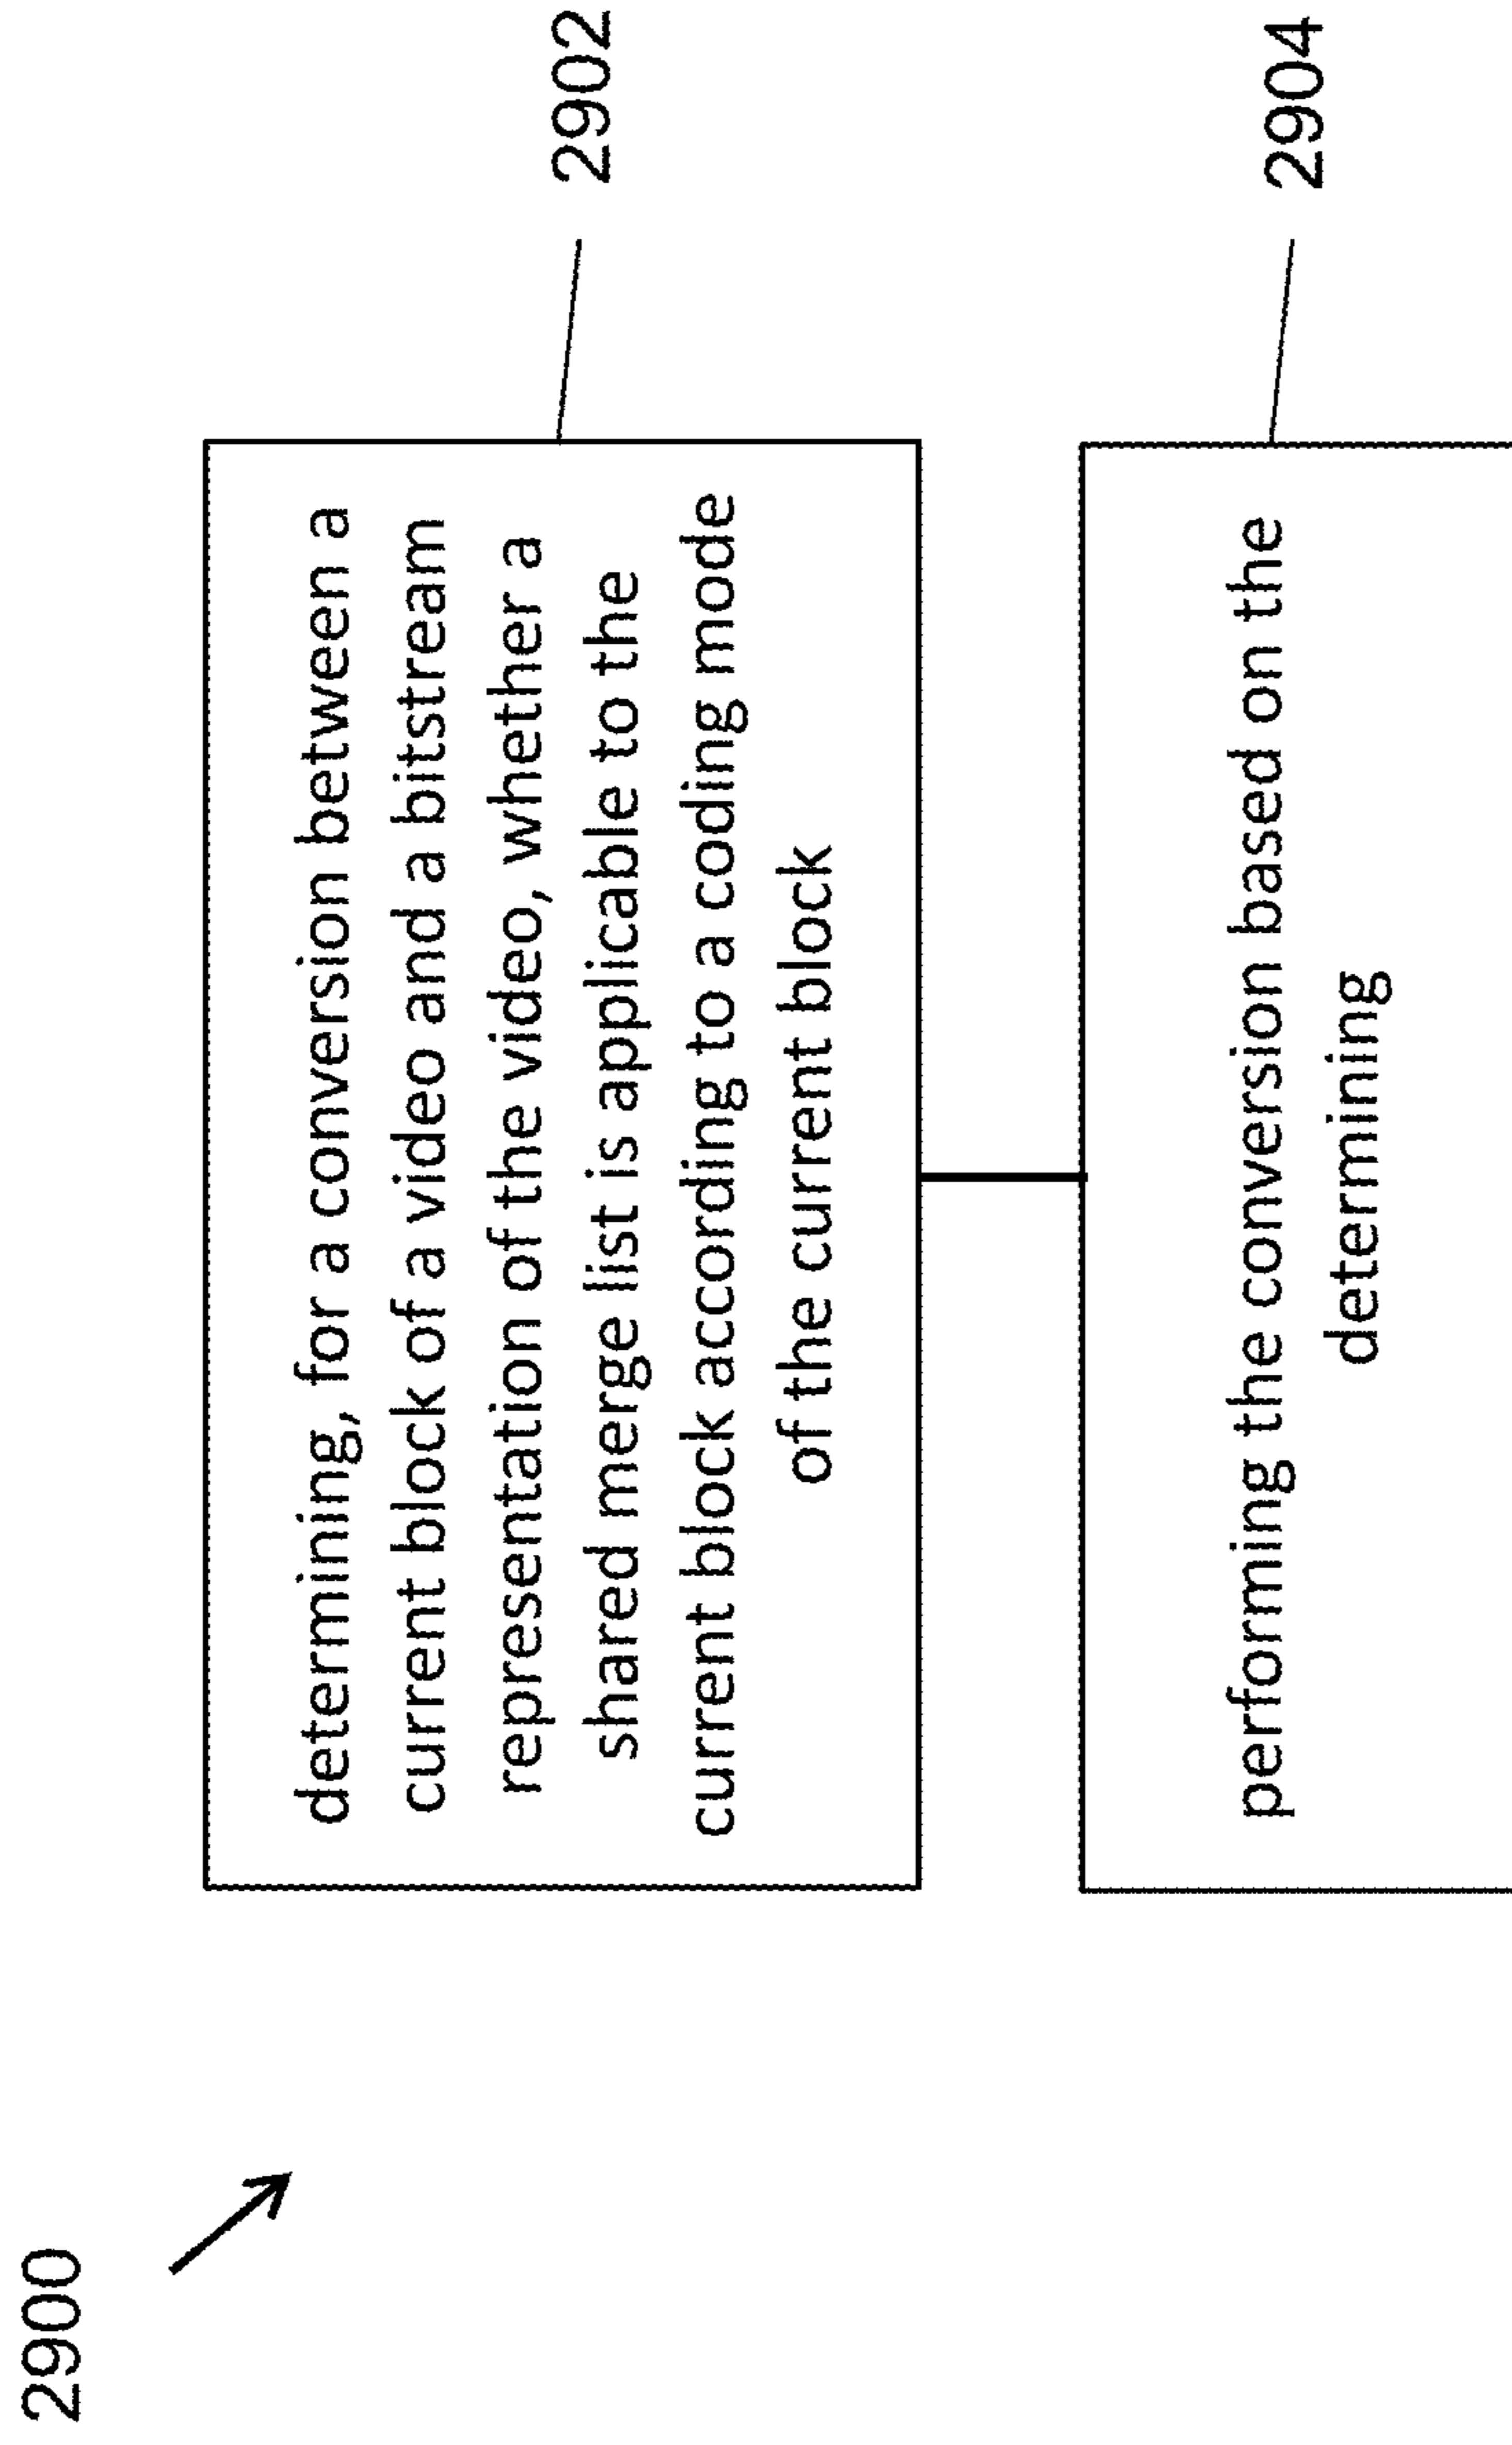 2900
determining, for a conversion between a
current block of a video and a bitstream
representation of the video, whether a
shared merge list is applicable to the
current block according to a coding mode
of the current block
2902
performing the conversion based on the
determining
2904